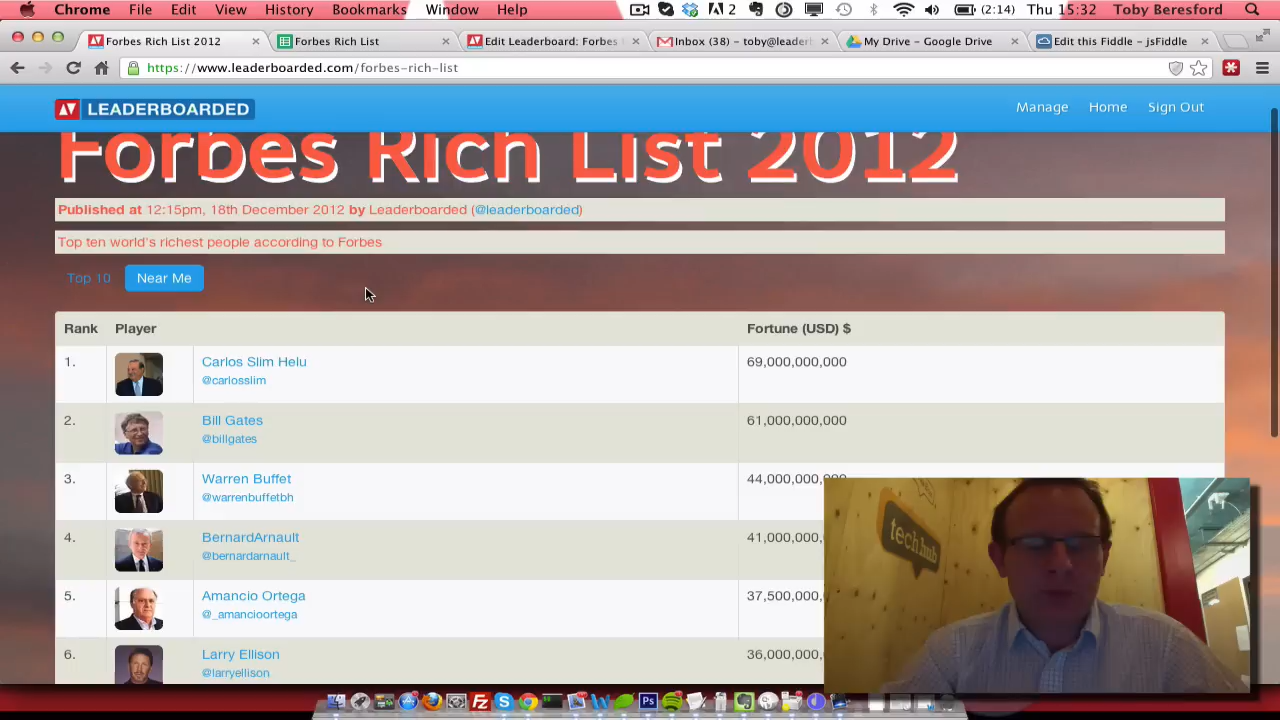 Chrome File Edit View History Bookmarks Window Help 2 (2:14) Thu 15:32 Toby Beresford
Forbes Rich List 2012 Forbes Rich List Edit Leaderboard: Forbes Inbox (38) – toby@leader My Drive – Google Drive Edit this Fiddle – jsFiddle
https://www.leaderboarded.com/forbes-rich-list
LEADERBOARDED Manage Home Sign Out
Forbes Rich List 2012
Published at 12:15pm, 18th December 2012 by Leaderboarded (@leaderboarded)
Top ten world's richest people according to Forbes
Top 10 Near Me
Rank Player Fortune (USD) $
1. Carlos Slim Helu 69,000,000,000
@carlosslim
2. Bill Gates 61,000,000,000
@billgates
3. Warren Buffet 44,000,000,000
@warrenbuffetbh
4. BernardArnault 41,000,000,
@bernardarnault_
5. Amancio Ortega 37,500,000,
@_amancioortega
6. Larry Ellison 36,000,000,
@larryellison
tech hub